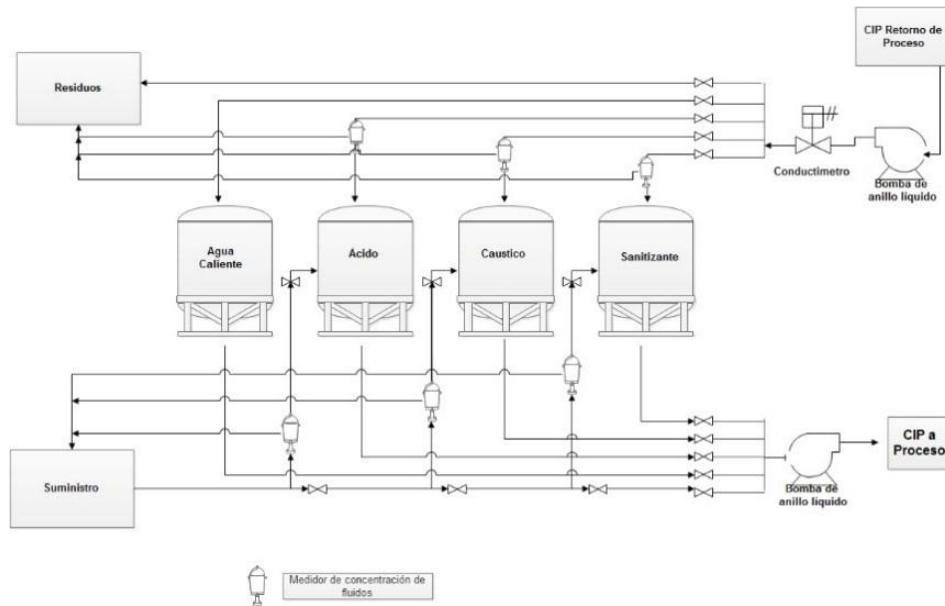 CIP Retorno de
Proceso
Residuos
Conductimetro
Bomba de
anillo líquido
Agua
Caliente
Ácido
Caustico
Sanitizante
Suministro
CIP a
Proceso
Bomba de
anillo líquido
Medidor de concentración de
fluidos